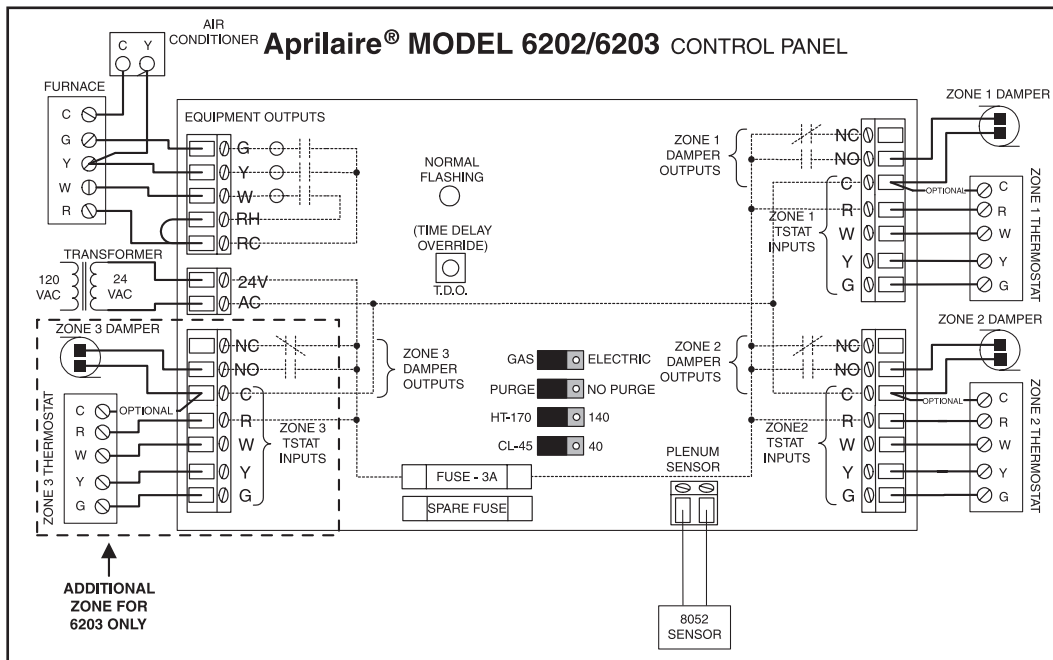 Aprilaire® MODEL 6202/6203 CONTROL PANEL
AIR
CONDITIONER
C Y
FURNACE
C
G
Y
W
R
EQUIPMENT OUTPUTS
G
Y
W
RH
RC
TRANSFORMER
120
VAC
24
VAC
24V
AC
NORMAL
FLASHING
(TIME DELAY
OVERRIDE)
T.D.O.
ZONE 1
DAMPER
OUTPUTS
NC
NO
C
R
W
Y
G
ZONE 1
TSTAT
INPUTS
ZONE 1 DAMPER
OPTIONAL
C
R
W
Y
G
ZONE 1 THERMOSTAT
ZONE 3 DAMPER
NC
NO
C
R
W
Y
G
ZONE 3
DAMPER
OUTPUTS
ZONE 3
TSTAT
INPUTS
OPTIONAL
C
R
W
Y
G
ZONE 3 THERMOSTAT
GAS ELECTRIC
PURGE NO PURGE
HT-170 140
CL-45 40
FUSE - 3A
SPARE FUSE
PLENUM
SENSOR
8052
SENSOR
ZONE 2
DAMPER
OUTPUTS
NC
NO
C
R
W
Y
G
ZONE2
TSTAT
INPUTS
ZONE 2 DAMPER
OPTIONAL
C
R
W
Y
G
ZONE 2 THERMOSTAT
ADDITIONAL
ZONE FOR
6203 ONLY